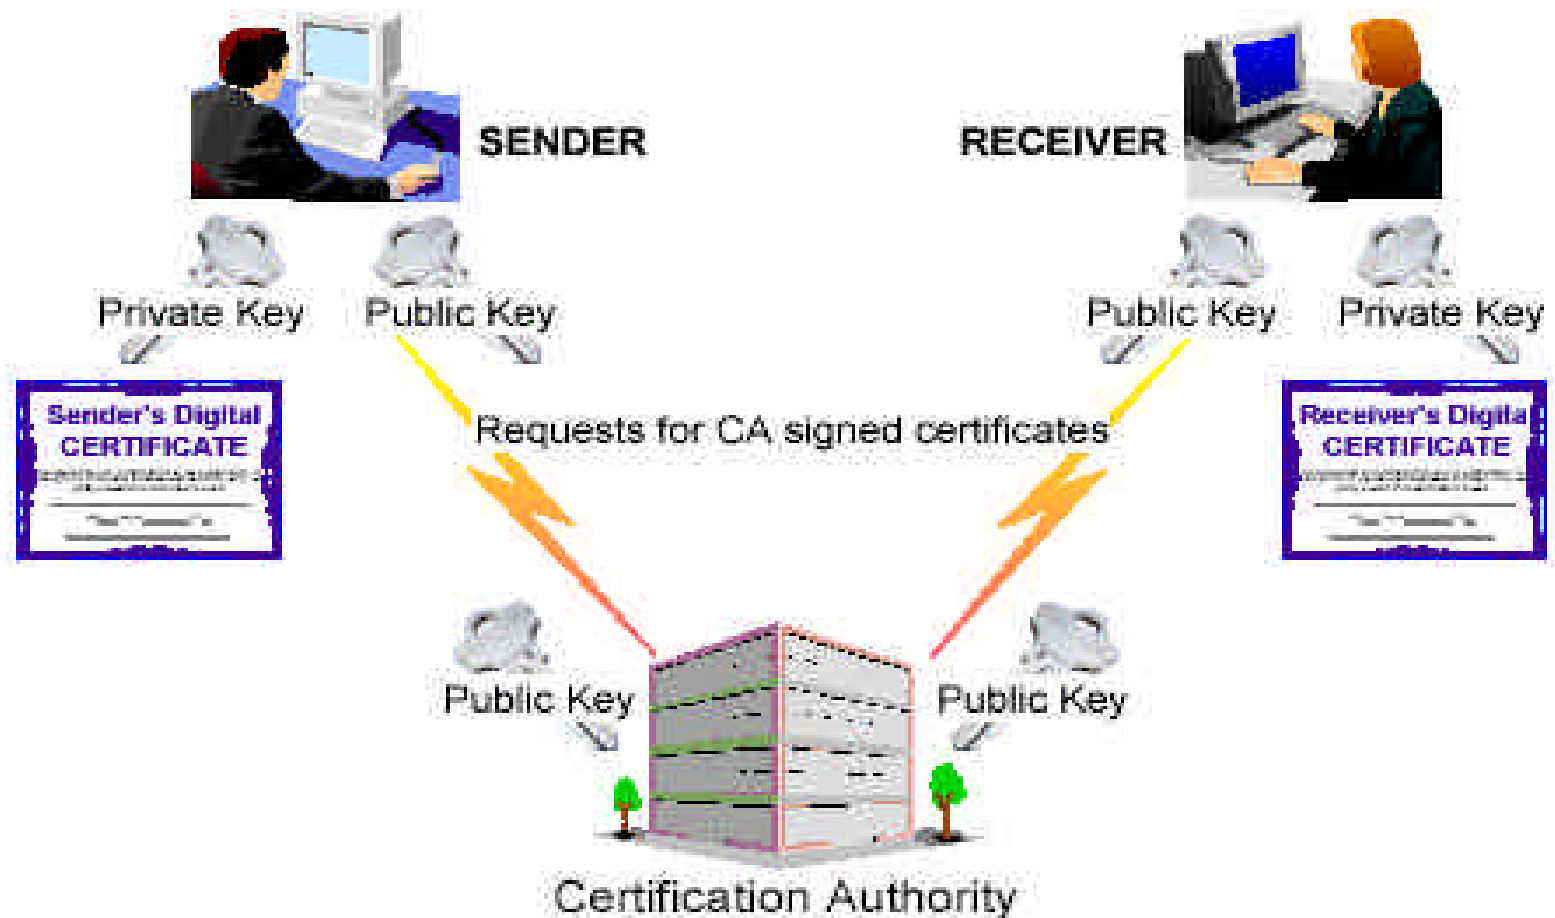 SENDER
RECEIVER
Private Key
Public Key
Public Key
Private Key
Sender's Digital
CERTIFICATE
Requests for CA signed certificates
Receiver's Digita
CERTIFICATE
Public Key
Public Key
Certification Authority